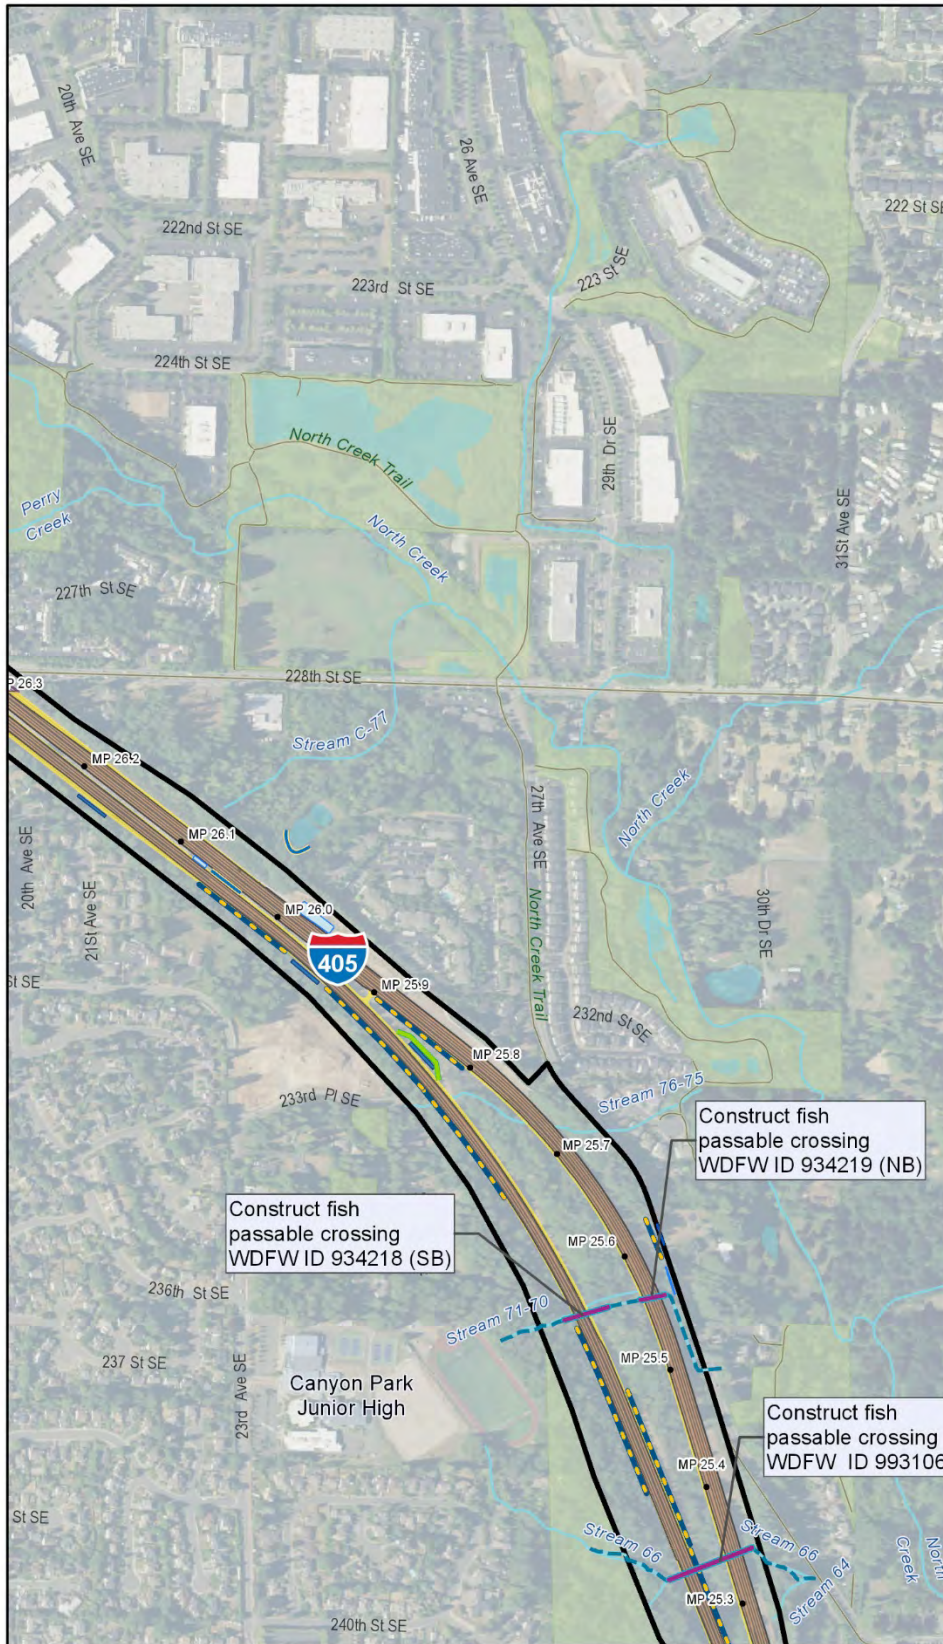 20th Ave SE
26 Ave SE
222nd St SE
222 St SE
223rd St SE
223 St SE
224th St SE
North Creek Trail
29th Dr SE
31St Ave SE
Perry
Creek
North Creek
227th St SE
228th St SE
P 26.3
Stream C-77
MP 26.2
North Creek
27th Ave SE
MP 26.1
20th Ave SE
21St Ave SE
MP 26.0
30th Dr SE
405
North Creek Trail
St SE
MP 25.9
232nd St SE
MP 25.8
233rd Pl SE
Stream 76-75
Construct fish
passable crossing
WDFW ID 934219 (NB)
MP 25.7
Construct fish
passable crossing
WDFW ID 934218 (SB)
MP 25.6
236th St SE
Stream 71-70
237 St SE
MP 25.5
23rd Ave SE
Canyon Park
Junior High
Construct fish
passable crossing
WDFW ID 993106
MP 25.4
St SE
Stream 66
Stream 66
Stream 64
North
Creek
MP 25.3
240th St SE